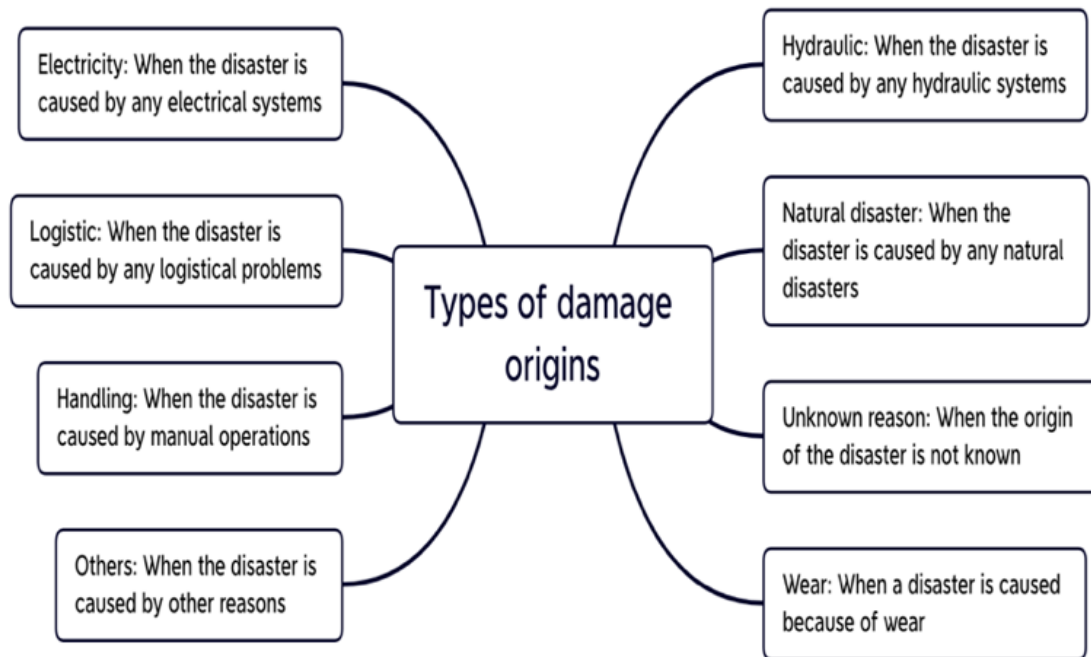 Electricity: When the disaster is
caused by any electrical systems
Logistic: When the disaster is
caused by any logistical problems
Handling: When the disaster is
caused by manual operations
Others: When the disaster is
caused by other reasons
Types of damage
origins
Hydraulic: When the disaster is
caused by any hydraulic systems
Natural disaster: When the
disaster is caused by any natural
disasters
Unknown reason: When the origin
of the disaster is not known
Wear: When a disaster is caused
because of wear